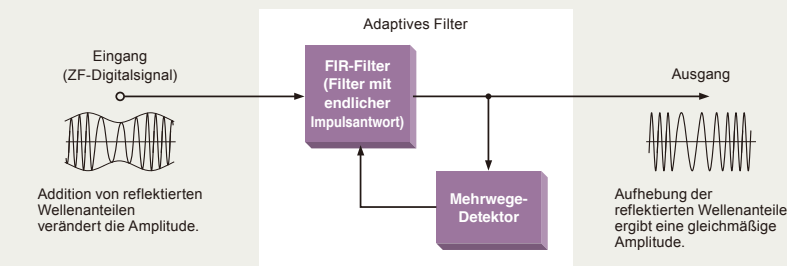 Adaptives Filter
Eingang
(ZF-Digitalsignal)
FIR-Filter
(Filter mit
endlicher
Impulsantwort)
Ausgang
Mehrwege-
Detektor
Addition von reflektierten
Wellenanteilen
verändert die Amplitude.
Aufhebung der
reflektierten Wellenanteile
ergibt eine gleichmäßige
Amplitude.